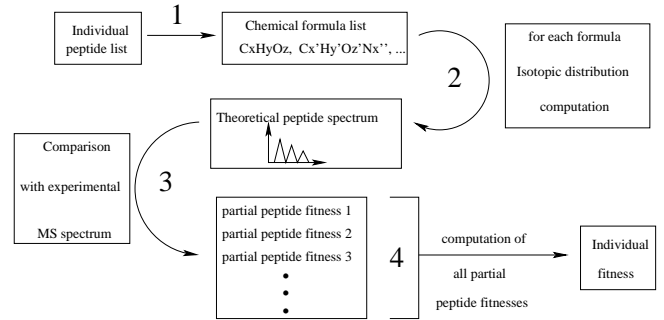 Individual
peptide list
1
Chemical formula list
CxHyOz, Cx'Hy'Oz'Nx'', ...
2
for each formula
Isotopic distribution
computation
Theoretical peptide spectrum
Comparison
with experimental
MS spectrum
3
partial peptide fitness 1
partial peptide fitness 2
partial peptide fitness 3
4
computation of
all partial
peptide fitnesses
Individual
fitness